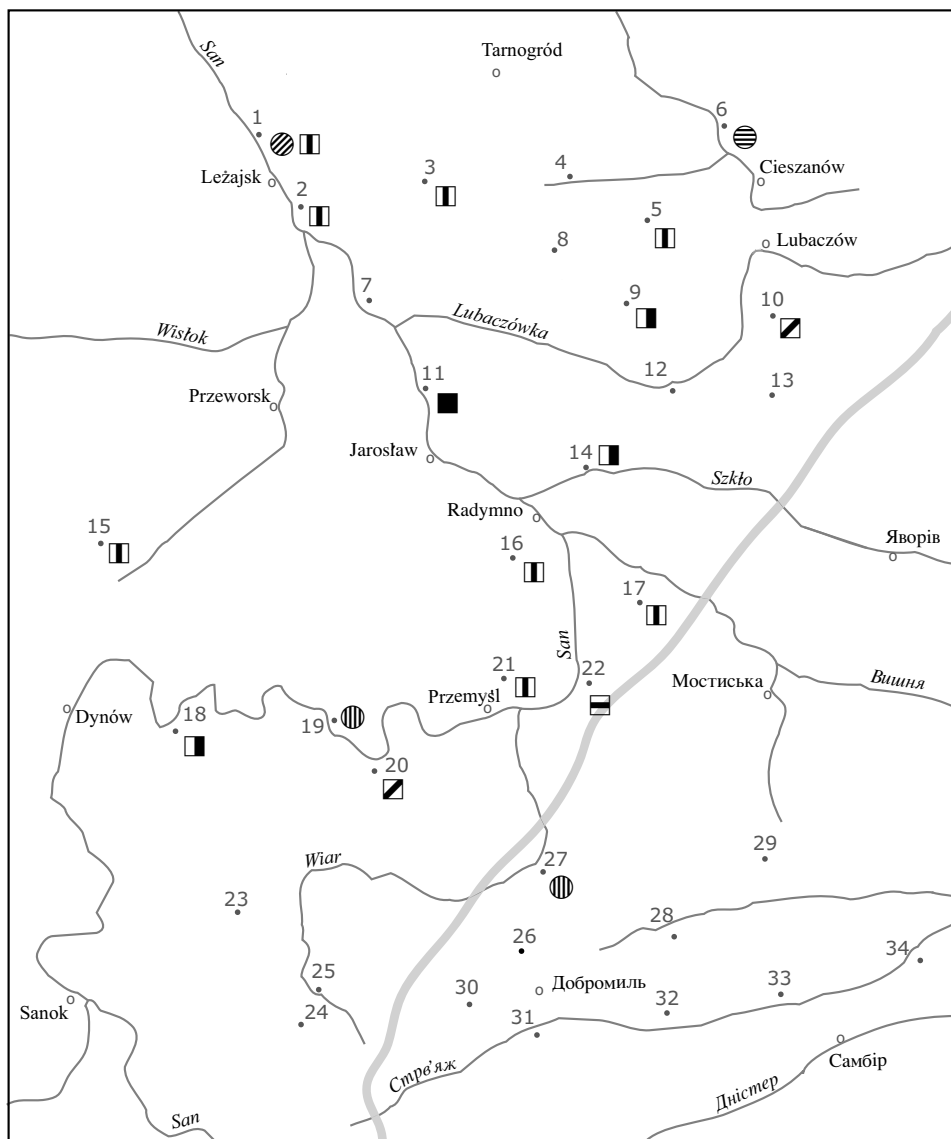 San
Tarnogród
1
6
Leżajsk
3
4
Cieszanów
2
5
8
Lubaczów
7
9
10
Wisłok
Lubaczówka
11
12
13
Przeworsk
Jarosław
14
Szkło
Radymno
15
16
Яворів
17
San
21
22
Мостиська
Вишня
Przemyśl
Dynów
18
19
20
Wiar
27
29
23
26
28
34
25
Добромиль
33
Sanok
30
32
24
31
Самбір
Стрв'яж
Дністер
San